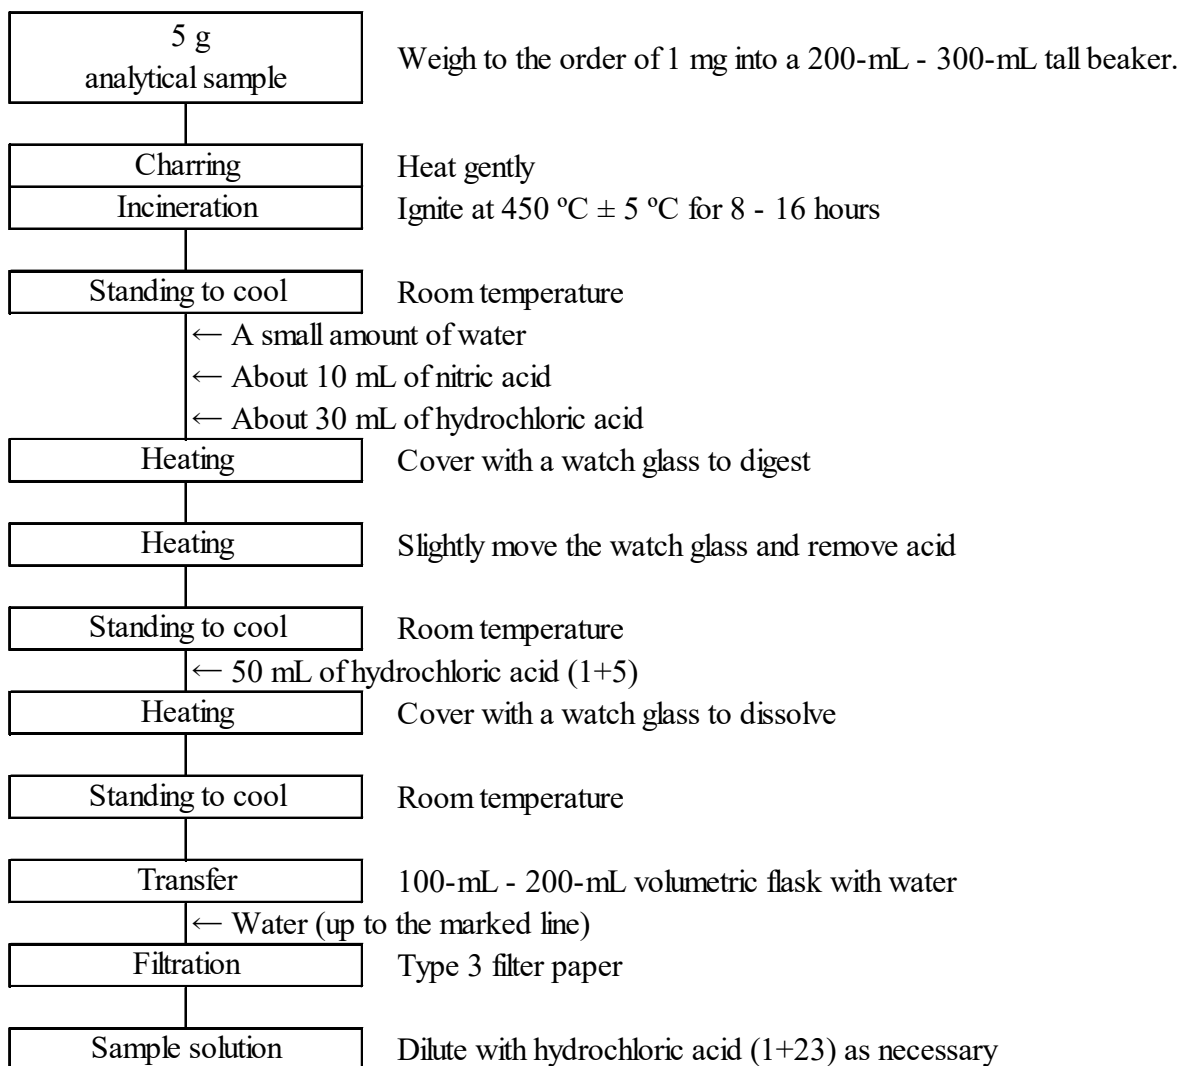 5 g
analytical sample
Weigh to the order of 1 mg into a 200-mL - 300-mL tall beaker.
Charring
Heat gently
Incineration
Ignite at 450 ºC ± 5 ºC for 8 - 16 hours
Standing to cool
Room temperature
← A small amount of water
← About 10 mL of nitric acid
← About 30 mL of hydrochloric acid
Heating
Cover with a watch glass to digest
Heating
Slightly move the watch glass and remove acid
Standing to cool
Room temperature
← 50 mL of hydrochloric acid (1+5)
Heating
Cover with a watch glass to dissolve
Standing to cool
Room temperature
Transfer
100-mL - 200-mL volumetric flask with water
← Water (up to the marked line)
Filtration
Type 3 filter paper
Sample solution
Dilute with hydrochloric acid (1+23) as necessary